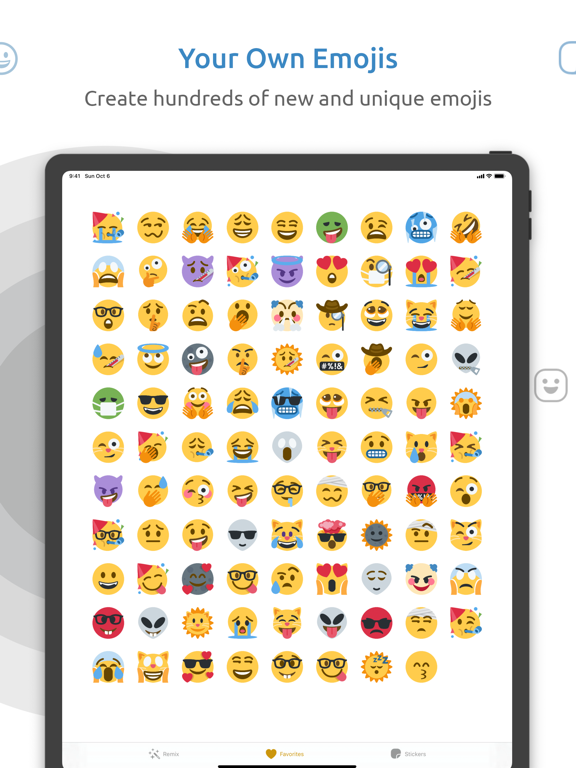 Your Own Emojis
Create hundreds of new and unique emojis
9:41 Sun Oct 6
#%!&
Remix
Favorites
Stickers